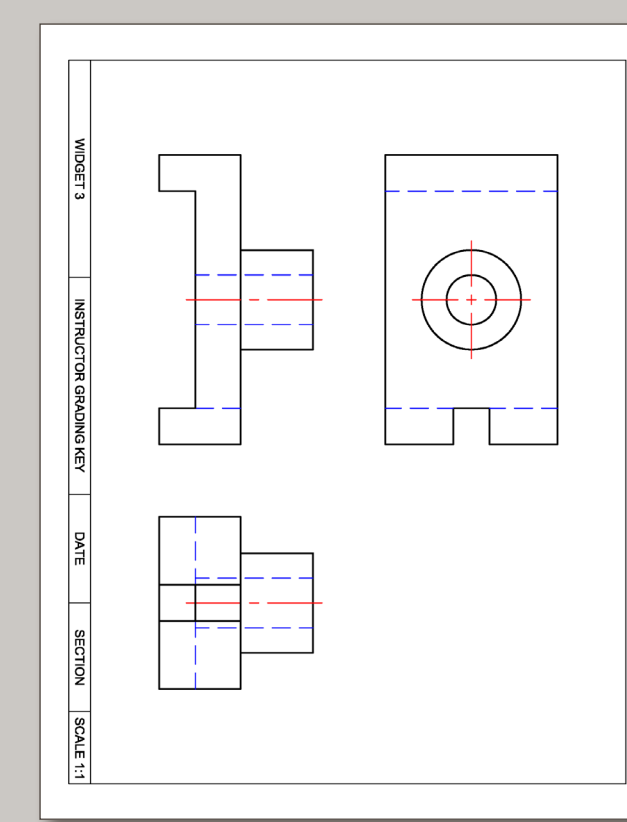 WIDGET 3
INSTRUCTOR GRADING KEY
DATE
SECTION
SCALE 1:1